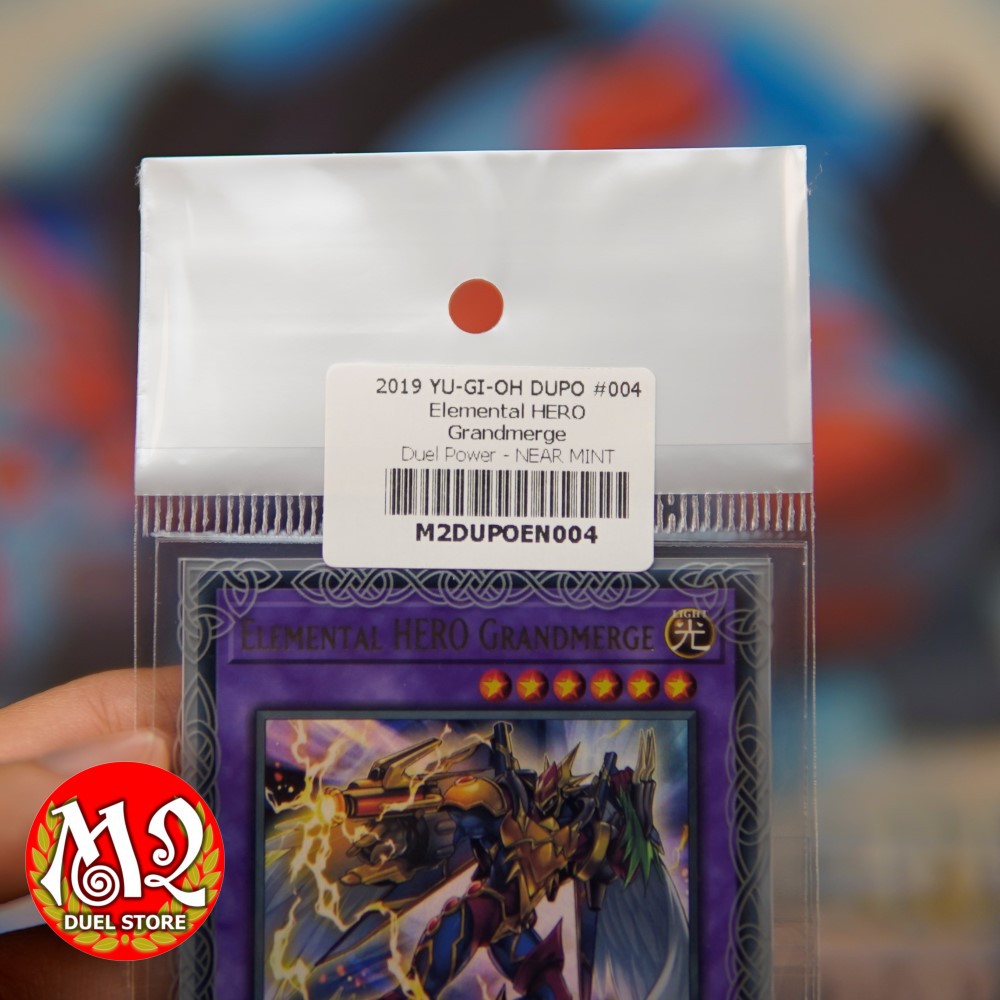 2019 YU-GI-OH DUPO #004
Elemental HERO
Grandmerge
Duel Power - NEAR MINT
M2DUPOEN004
ELEMENTAL HERO GRANDMERGE
LIGHT
光
M2
DUEL STORE